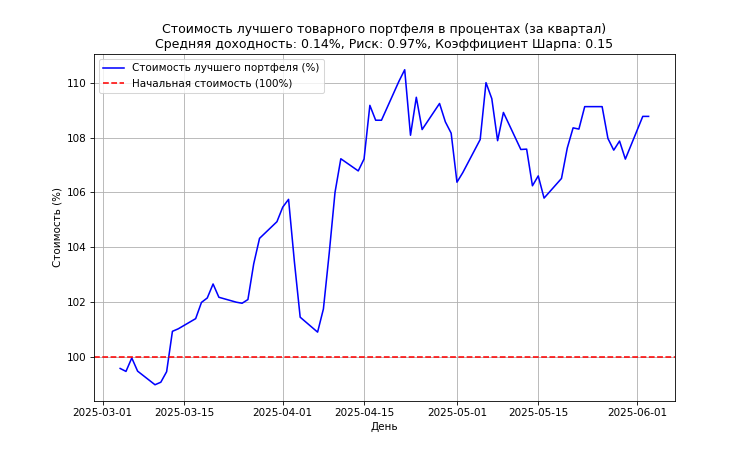 Стоимость лучшего товарного портфеля в процентах (за квартал)
Средняя доходность: 0.14%, Риск: 0.97%, Коэффициент Шарпа: 0.15
Стоимость лучшего портфеля (%)
Начальная стоимость (100%)
Стоимость (%)
110
108
106
104
102
100
2025-03-01
2025-03-15
2025-04-01
2025-04-15
2025-05-01
2025-05-15
2025-06-01
День